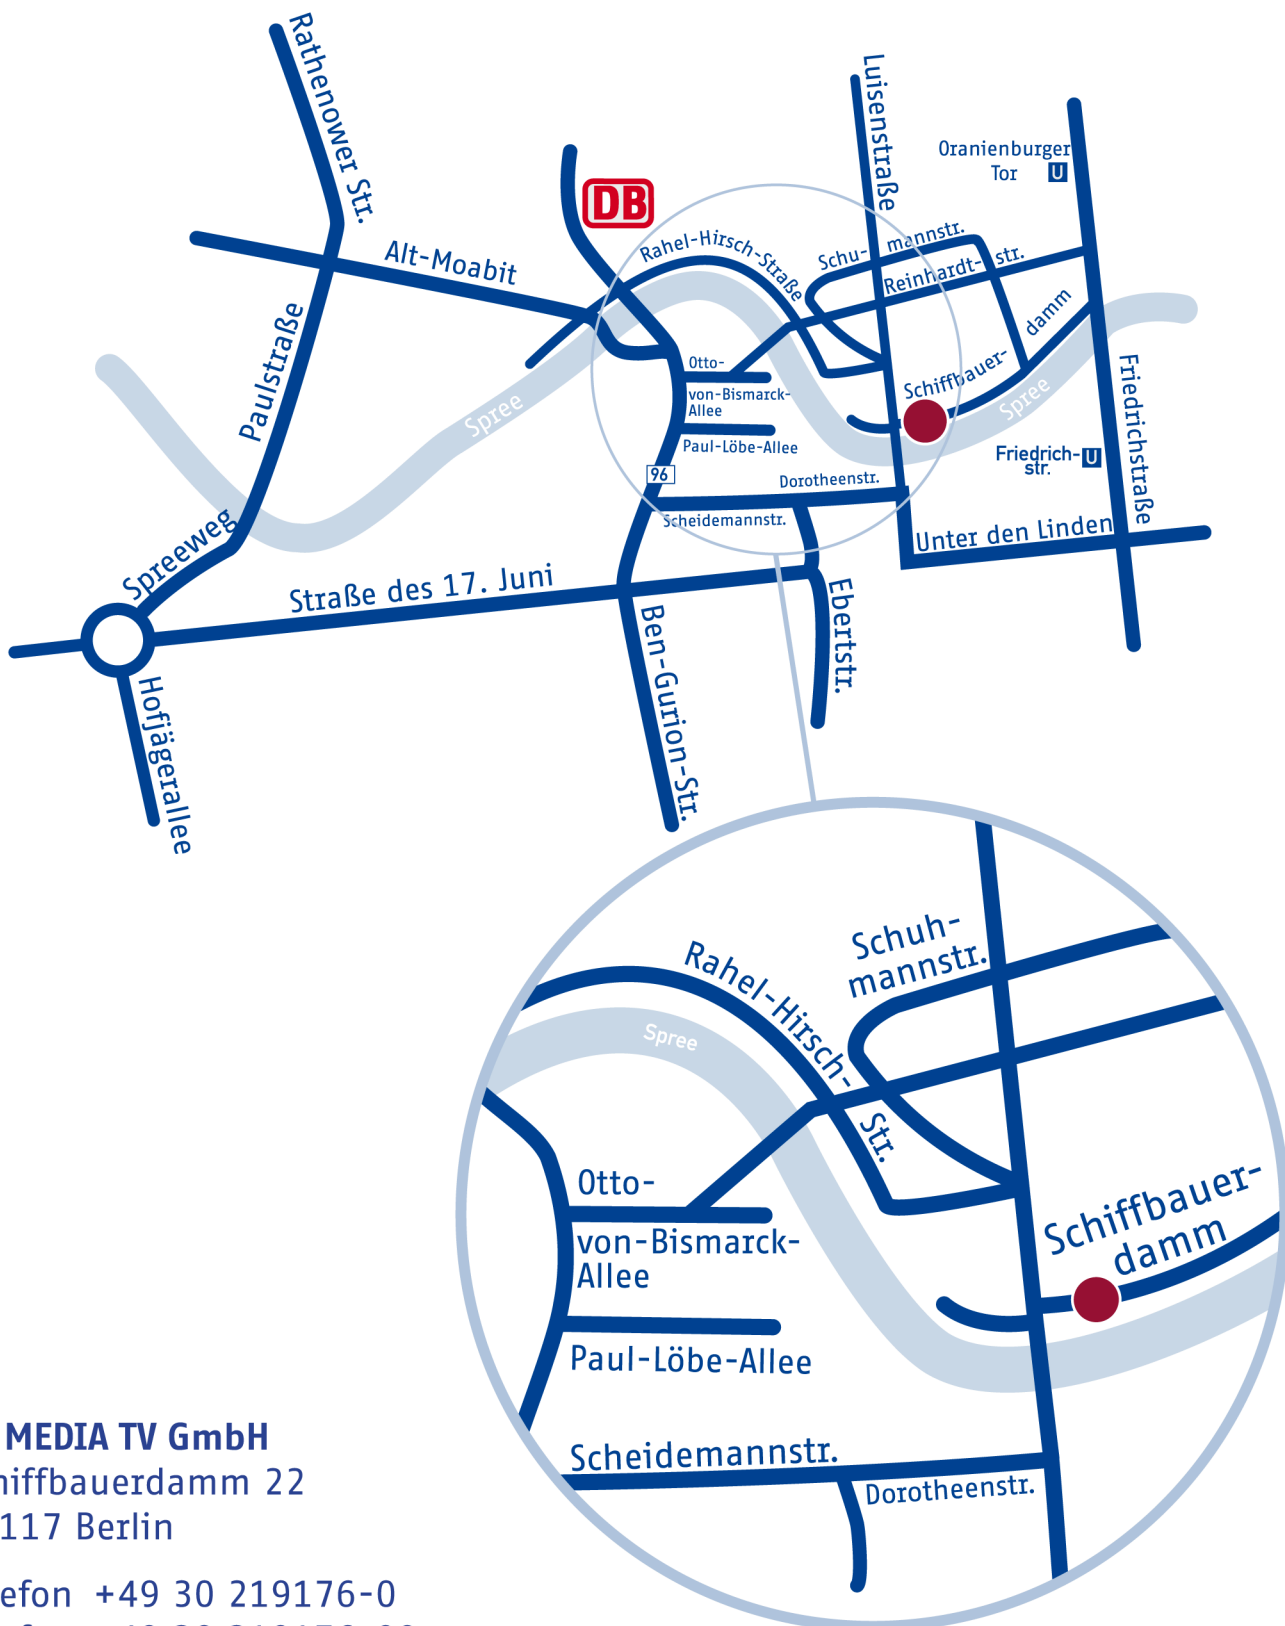 Rathenower Str.
Luisenstraße
Oranienburger
Tor
U
DB
Rahel-Hirsch-Straße
Schu-
mannstr.
Alt-Moabit
Reinhardt-
str.
Paulstraße
damm
Otto-
von-Bismarck-
Allee
Schiffbauer-
Friedrichstraße
Spree
Spree
Paul-Löbe-Allee
Friedrich-
str.
U
96
Dorotheenstr.
Scheidemannstr.
Unter den Linden
Spreeweg
Straße des 17. Juni
Ebertstr.
Ben-Gurion-Str.
Hofjägerallee
Schuh-
mannstr.
Rahel-Hirsch-
Str.
Spree
Otto-
von-Bismarck-
Allee
Schiffbauer-
damm
Paul-Löbe-Allee
Scheidemannstr.
Dorotheenstr.
MEDIA TV GmbH
hiffbauerdamm 22
117 Berlin
efon +49 30 219176-0